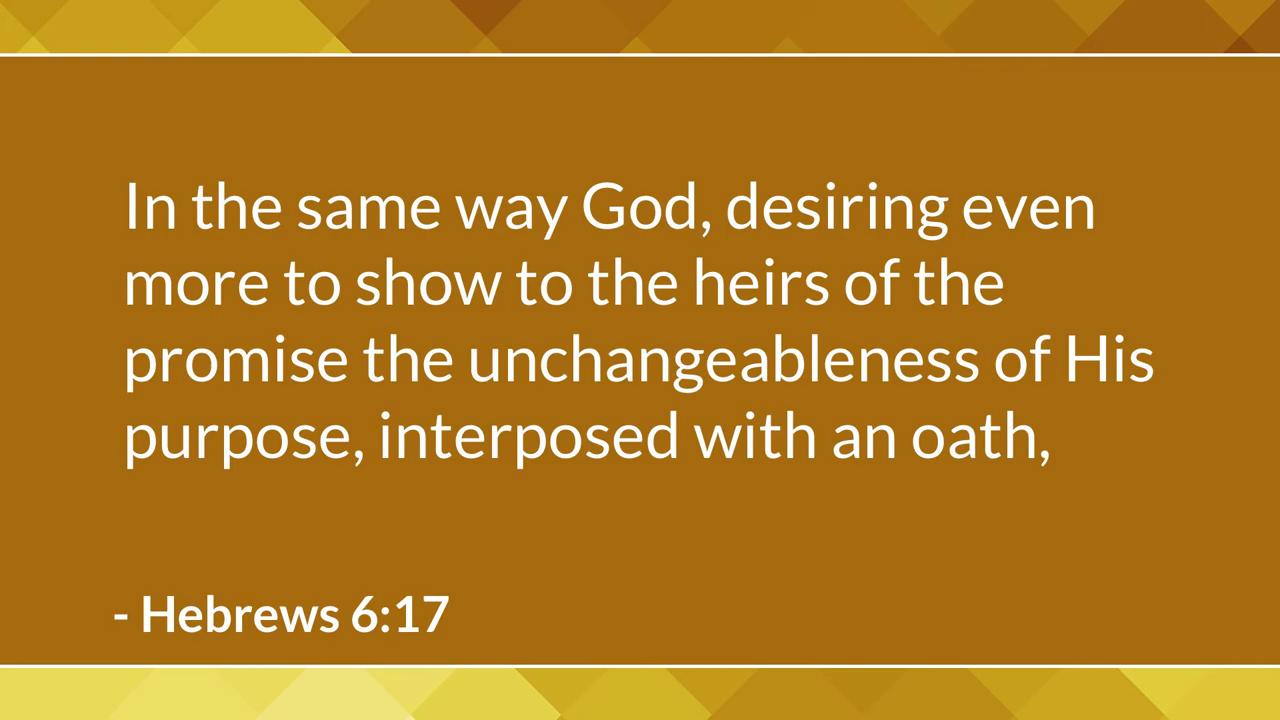 In the same way God, desiring even
more to show to the heirs of the
promise the unchangeableness of His
purpose, interposed with an oath,
- Hebrews 6:17